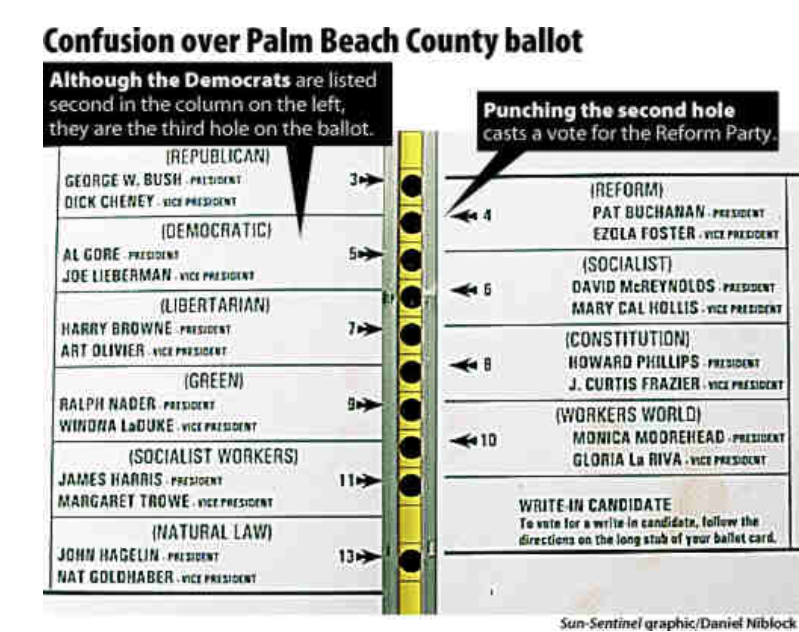 Confusion over Palm Beach County ballot
Although the Democrats are listed
second in the column on the left,
they are the third hole on the ballot.
Punching the second hole
casts a vote for the Reform Party.
(REPUBLICAN)
GEORGE W. BUSH - PRESIDENT
DICK CHENEY - VICE PRESIDENT
3
(DEMOCRATIC)
AL GORE - PRESIDENT
JOE LIEBERMAN - VICE PRESIDENT
5
(LIBERTARIAN)
HARRY BROWNE - PRESIDENT
ART OLIVIER - VICE PRESIDENT
7
(GREEN)
RALPH NADER - PRESIDENT
WINONA LaDUKE - VICE PRESIDENT
9
(SOCIALIST WORKERS)
JAMES HARRIS - PRESIDENT
MARGARET TROWE - VICE PRESIDENT
11
(NATURAL LAW)
JOHN HAGELIN - PRESIDENT
NAT GOLDHABER - VICE PRESIDENT
13
(REFORM)
4
PAT BUCHANAN - PRESIDENT
EZOLA FOSTER - VICE PRESIDENT
(SOCIALIST)
6
DAVID McREYNOLDS - PRESIDENT
MARY CAL HOLLIS - VICE PRESIDENT
(CONSTITUTION)
8
HOWARD PHILLIPS - PRESIDENT
J. CURTIS FRAZIER - VICE PRESIDENT
(WORKERS WORLD)
10
MONICA MOOREHEAD - PRESIDENT
GLORIA La RIVA - VICE PRESIDENT
WRITE-IN CANDIDATE
To vote for a write-in candidate, follow the
directions on the long stub of your ballot card.
Sun-Sentinel graphic/Daniel Niblock